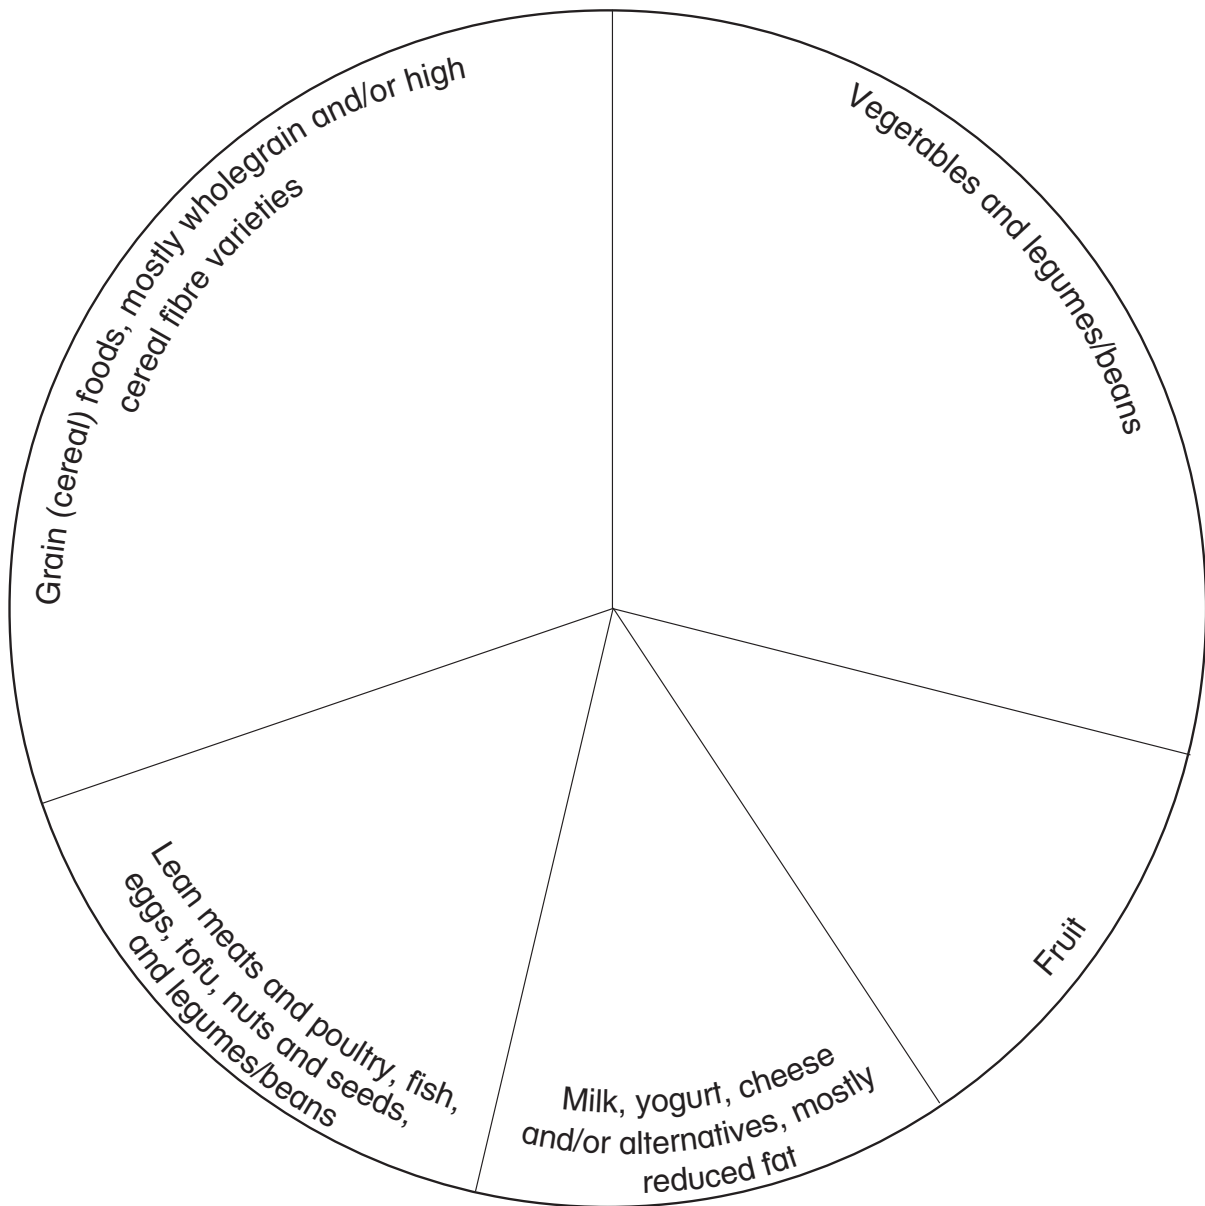 Grain (cereal) foods, mostly wholegrain and/or high
cereal fibre varieties
Vegetables and legumes/beans
Fruit
Milk, yogurt, cheese
and/or alternatives, mostly
reduced fat
Lean meats and poultry, fish,
eggs, tofu, nuts and seeds,
and legumes/beans